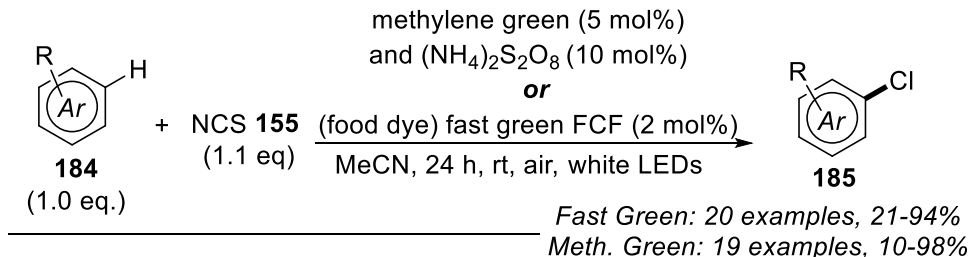 methylene green (5 mol%)
and (NH4)2S2O8 (10 mol%)
or
(food dye) fast green FCF (2 mol%)
MeCN, 24 h, rt, air, white LEDs
R
H
Ar
184
(1.0 eq.)
+
NCS 155
(1.1 eq)
R
Cl
Ar
185
Fast Green: 20 examples, 21-94%
Meth. Green: 19 examples, 10-98%